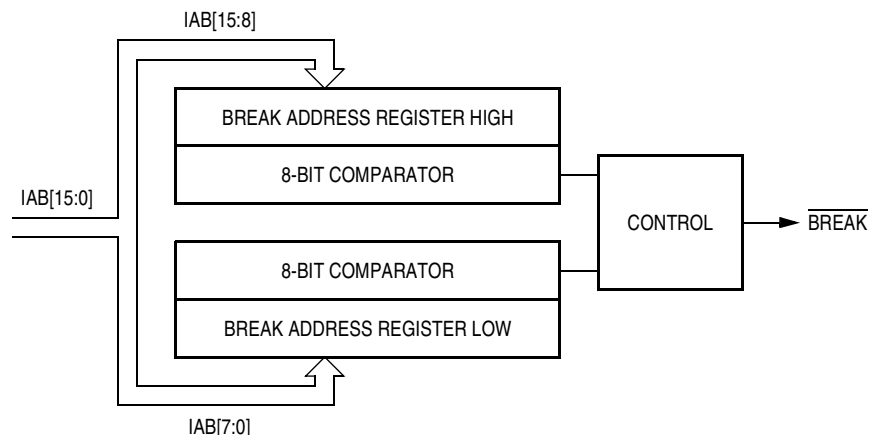 IAB[15:8]
BREAK ADDRESS REGISTER HIGH
8-BIT COMPARATOR
IAB[15:0]
CONTROL
BREAK
8-BIT COMPARATOR
BREAK ADDRESS REGISTER LOW
IAB[7:0]